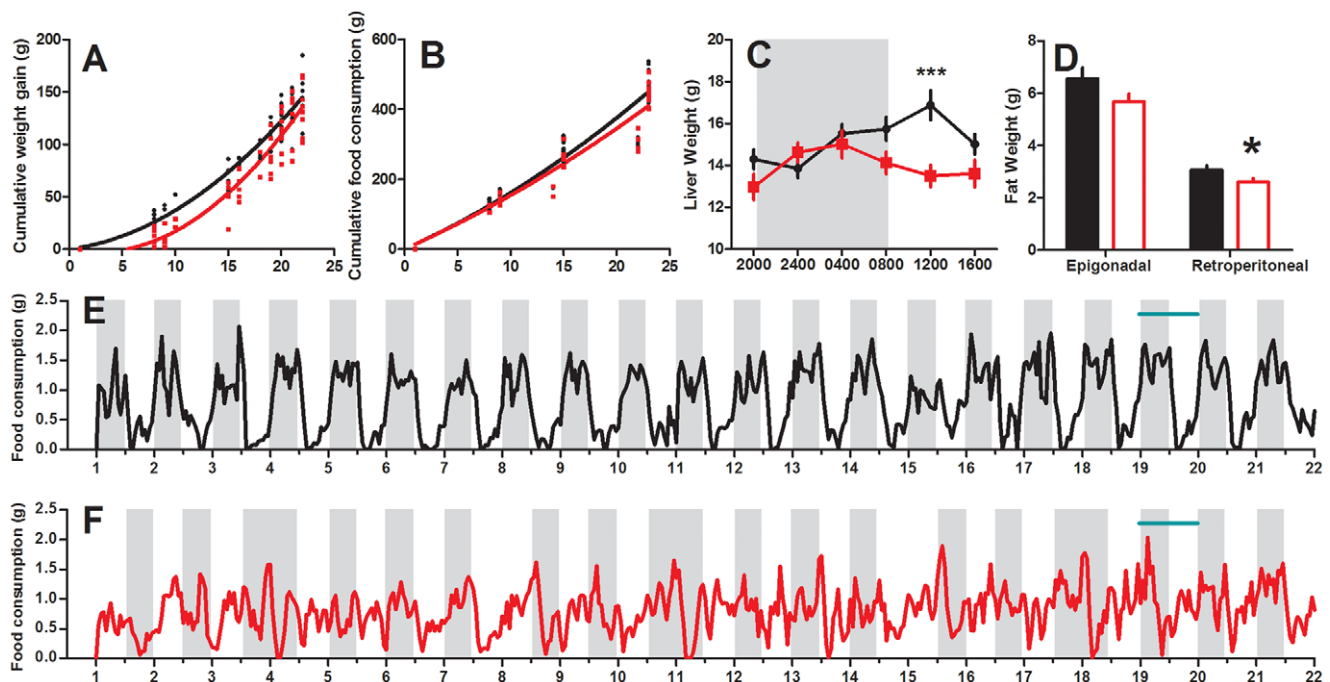 A
Cumulative weight gain (g)
200
150
100
50
0
0 5 10 15 20 25
B
Cumulative food consumption (g)
600
400
200
0
0 5 10 15 20 25
C
***
Liver Weight (g)
20
18
16
14
12
10
2000 2400 0400 0800 1200 1600
D
*
Fat Weight (g)
8
6
4
2
0
Epigonadal Retroperitoneal
E
Food consumption (g)
2.5
2.0
1.5
1.0
0.5
0.0
1 2 3 4 5 6 7 8 9 10 11 12 13 14 15 16 17 18 19 20 21 22
F
Food consumption (g)
2.5
2.0
1.5
1.0
0.5
0.0
1 2 3 4 5 6 7 8 9 10 11 12 13 14 15 16 17 18 19 20 21 22